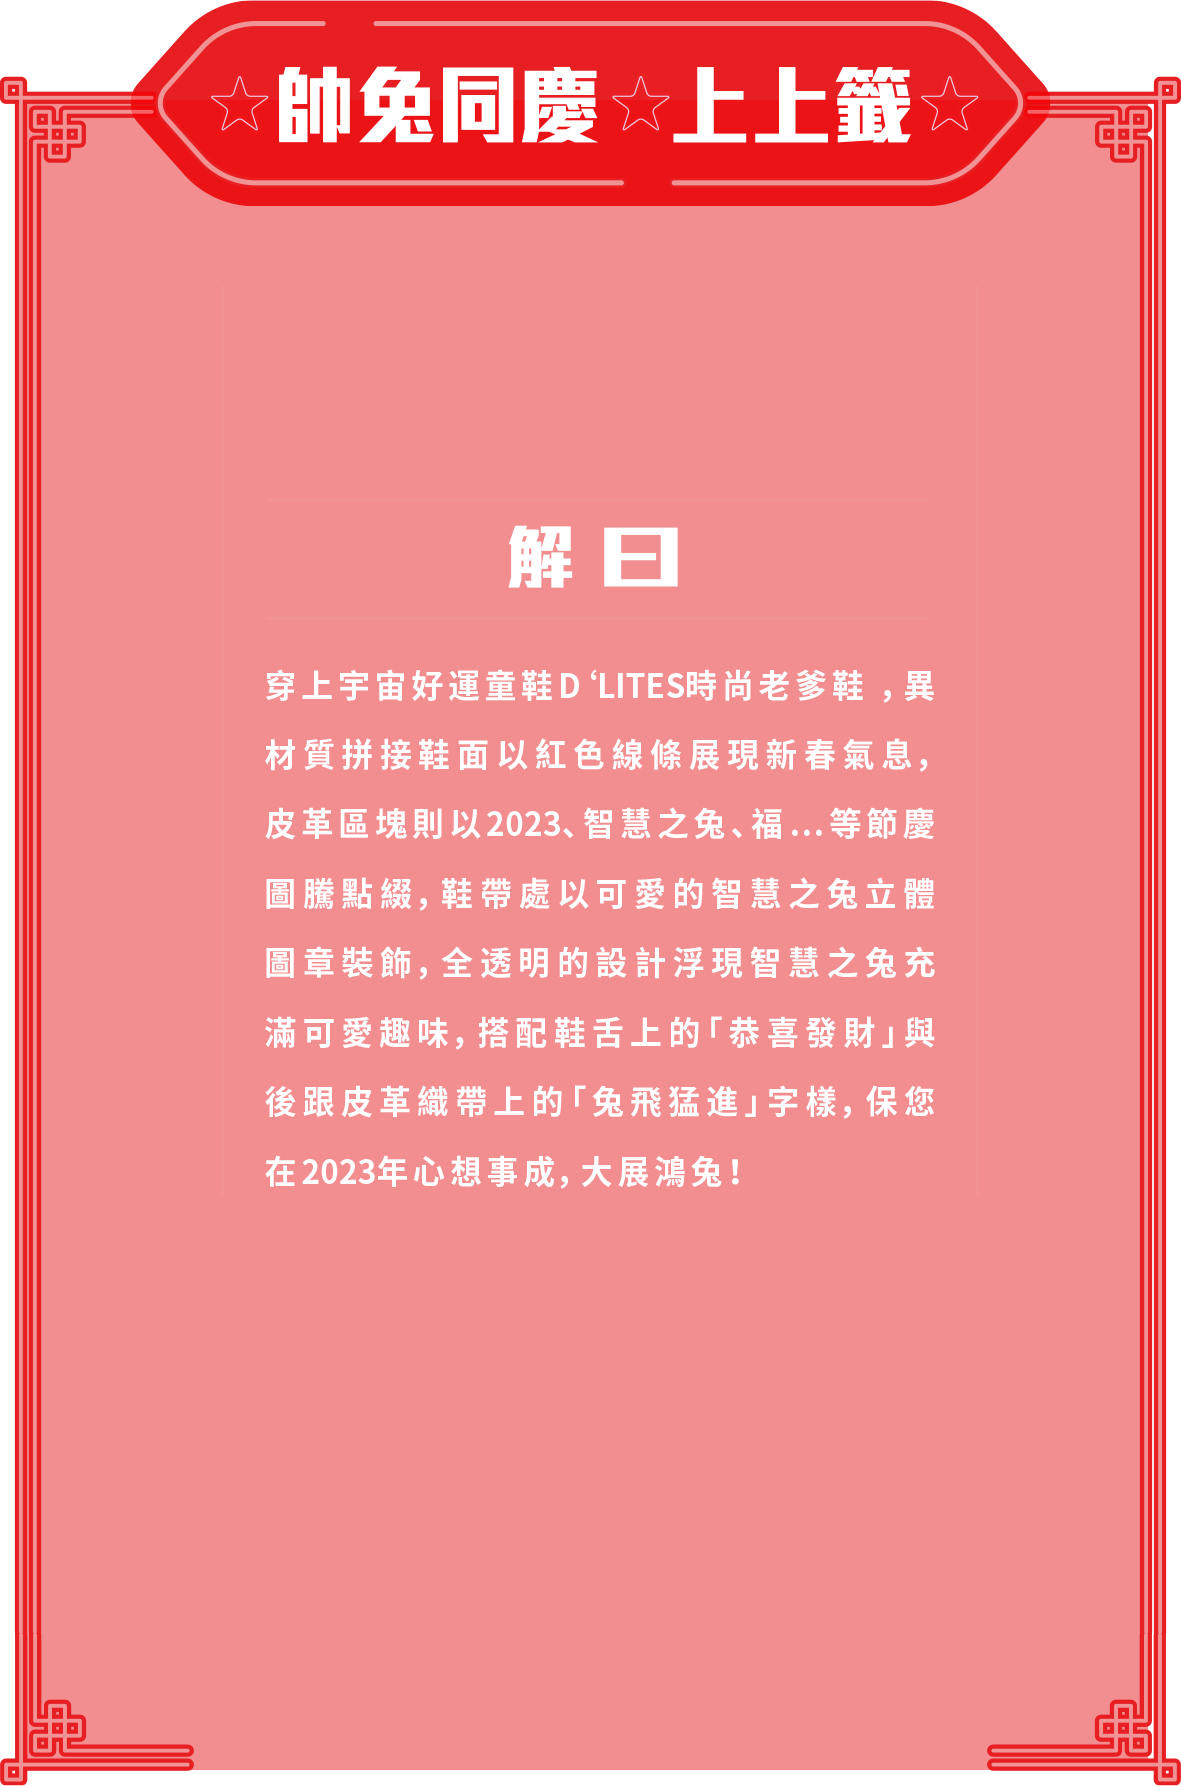 ☆帥兔同慶☆上上籤☆
解曰
穿上宇宙好運童鞋D‘LITES時尚老爹鞋 ,異
材質拼接鞋面以紅色線條展現新春氣息,
皮革區塊則以2023、智慧之兔、福...等節慶
圖騰點綴,鞋帶處以可愛的智慧之兔立體
圖章裝飾,全透明的設計浮現智慧之兔充
滿可愛趣味,搭配鞋舌上的「恭喜發財」與
後跟皮革織帶上的「兔飛猛進」字樣,保您
在2023年心想事成,大展鴻兔!